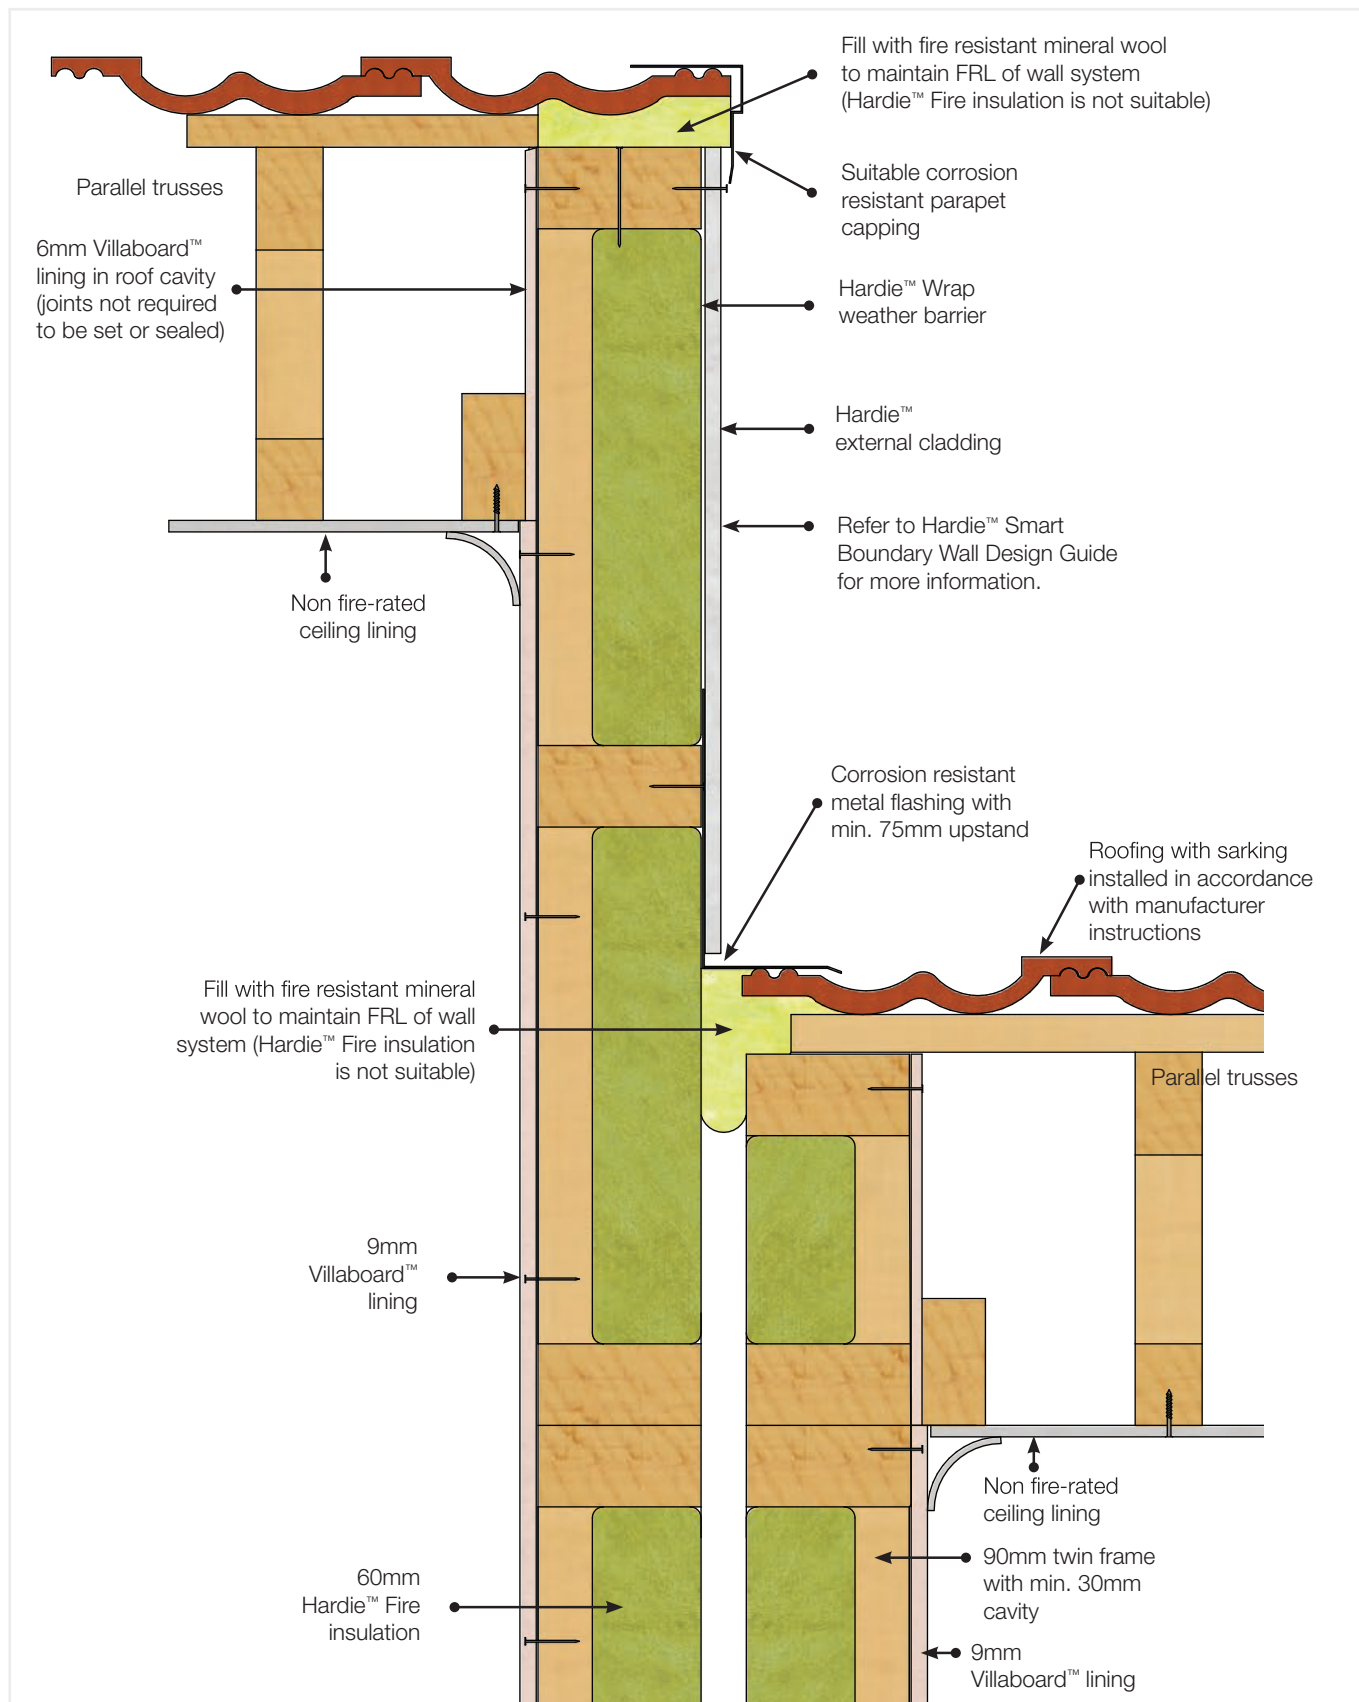 Fill with fire resistant mineral wool
to maintain FRL of wall system
(Hardie™ Fire insulation is not suitable)
Parallel trusses
Suitable corrosion
resistant parapet
capping
6mm Villaboard™
lining in roof cavity
(joints not required
to be set or sealed)
Hardie™ Wrap
weather barrier
Hardie™
external cladding
Refer to Hardie™ Smart
Boundary Wall Design Guide
for more information.
Non fire-rated
ceiling lining
Corrosion resistant
metal flashing with
min. 75mm upstand
Roofing with sarking
installed in accordance
with manufacturer
instructions
Fill with fire resistant mineral
wool to maintain FRL of wall
system (Hardie™ Fire insulation
is not suitable)
Parallel trusses
9mm
Villaboard™
lining
Non fire-rated
ceiling lining
90mm twin frame
with min. 30mm
cavity
60mm
Hardie™ Fire
insulation
9mm
Villaboard™ lining